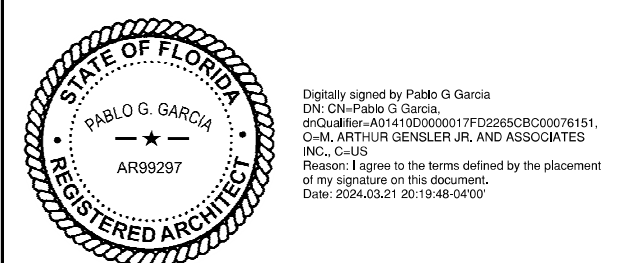 STATE OF FLORIDA
PABLO G. GARCIA
AR99297
REGISTERED ARCHITECT
Digitally signed by Pablo G Garcia
DN: CN=Pablo G Garcia,
dnQualifier=A01410D0000017FD2265CBC00076151,
O=M. ARTHUR GENSLER JR. AND ASSOCIATES
INC., C=US
Reason: I agree to the terms defined by the placement
of my signature on this document.
Date: 2024.03.21 20:19:48-04'00'